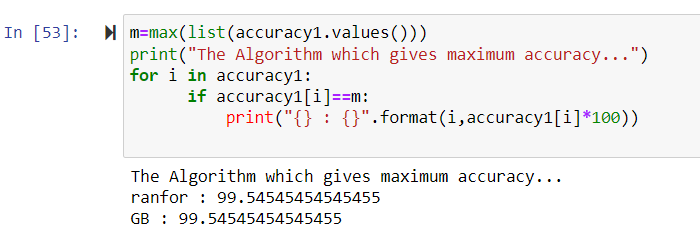 In [53]:
m=max(list(accuracy1.values()))
print("The Algorithm which gives maximum accuracy...")
for i in accuracy1:
      if accuracy1[i]==m:
          print("{} : {}".format(i,accuracy1[i]*100))
The Algorithm which gives maximum accuracy...
ranfor : 99.54545454545455
GB : 99.54545454545455